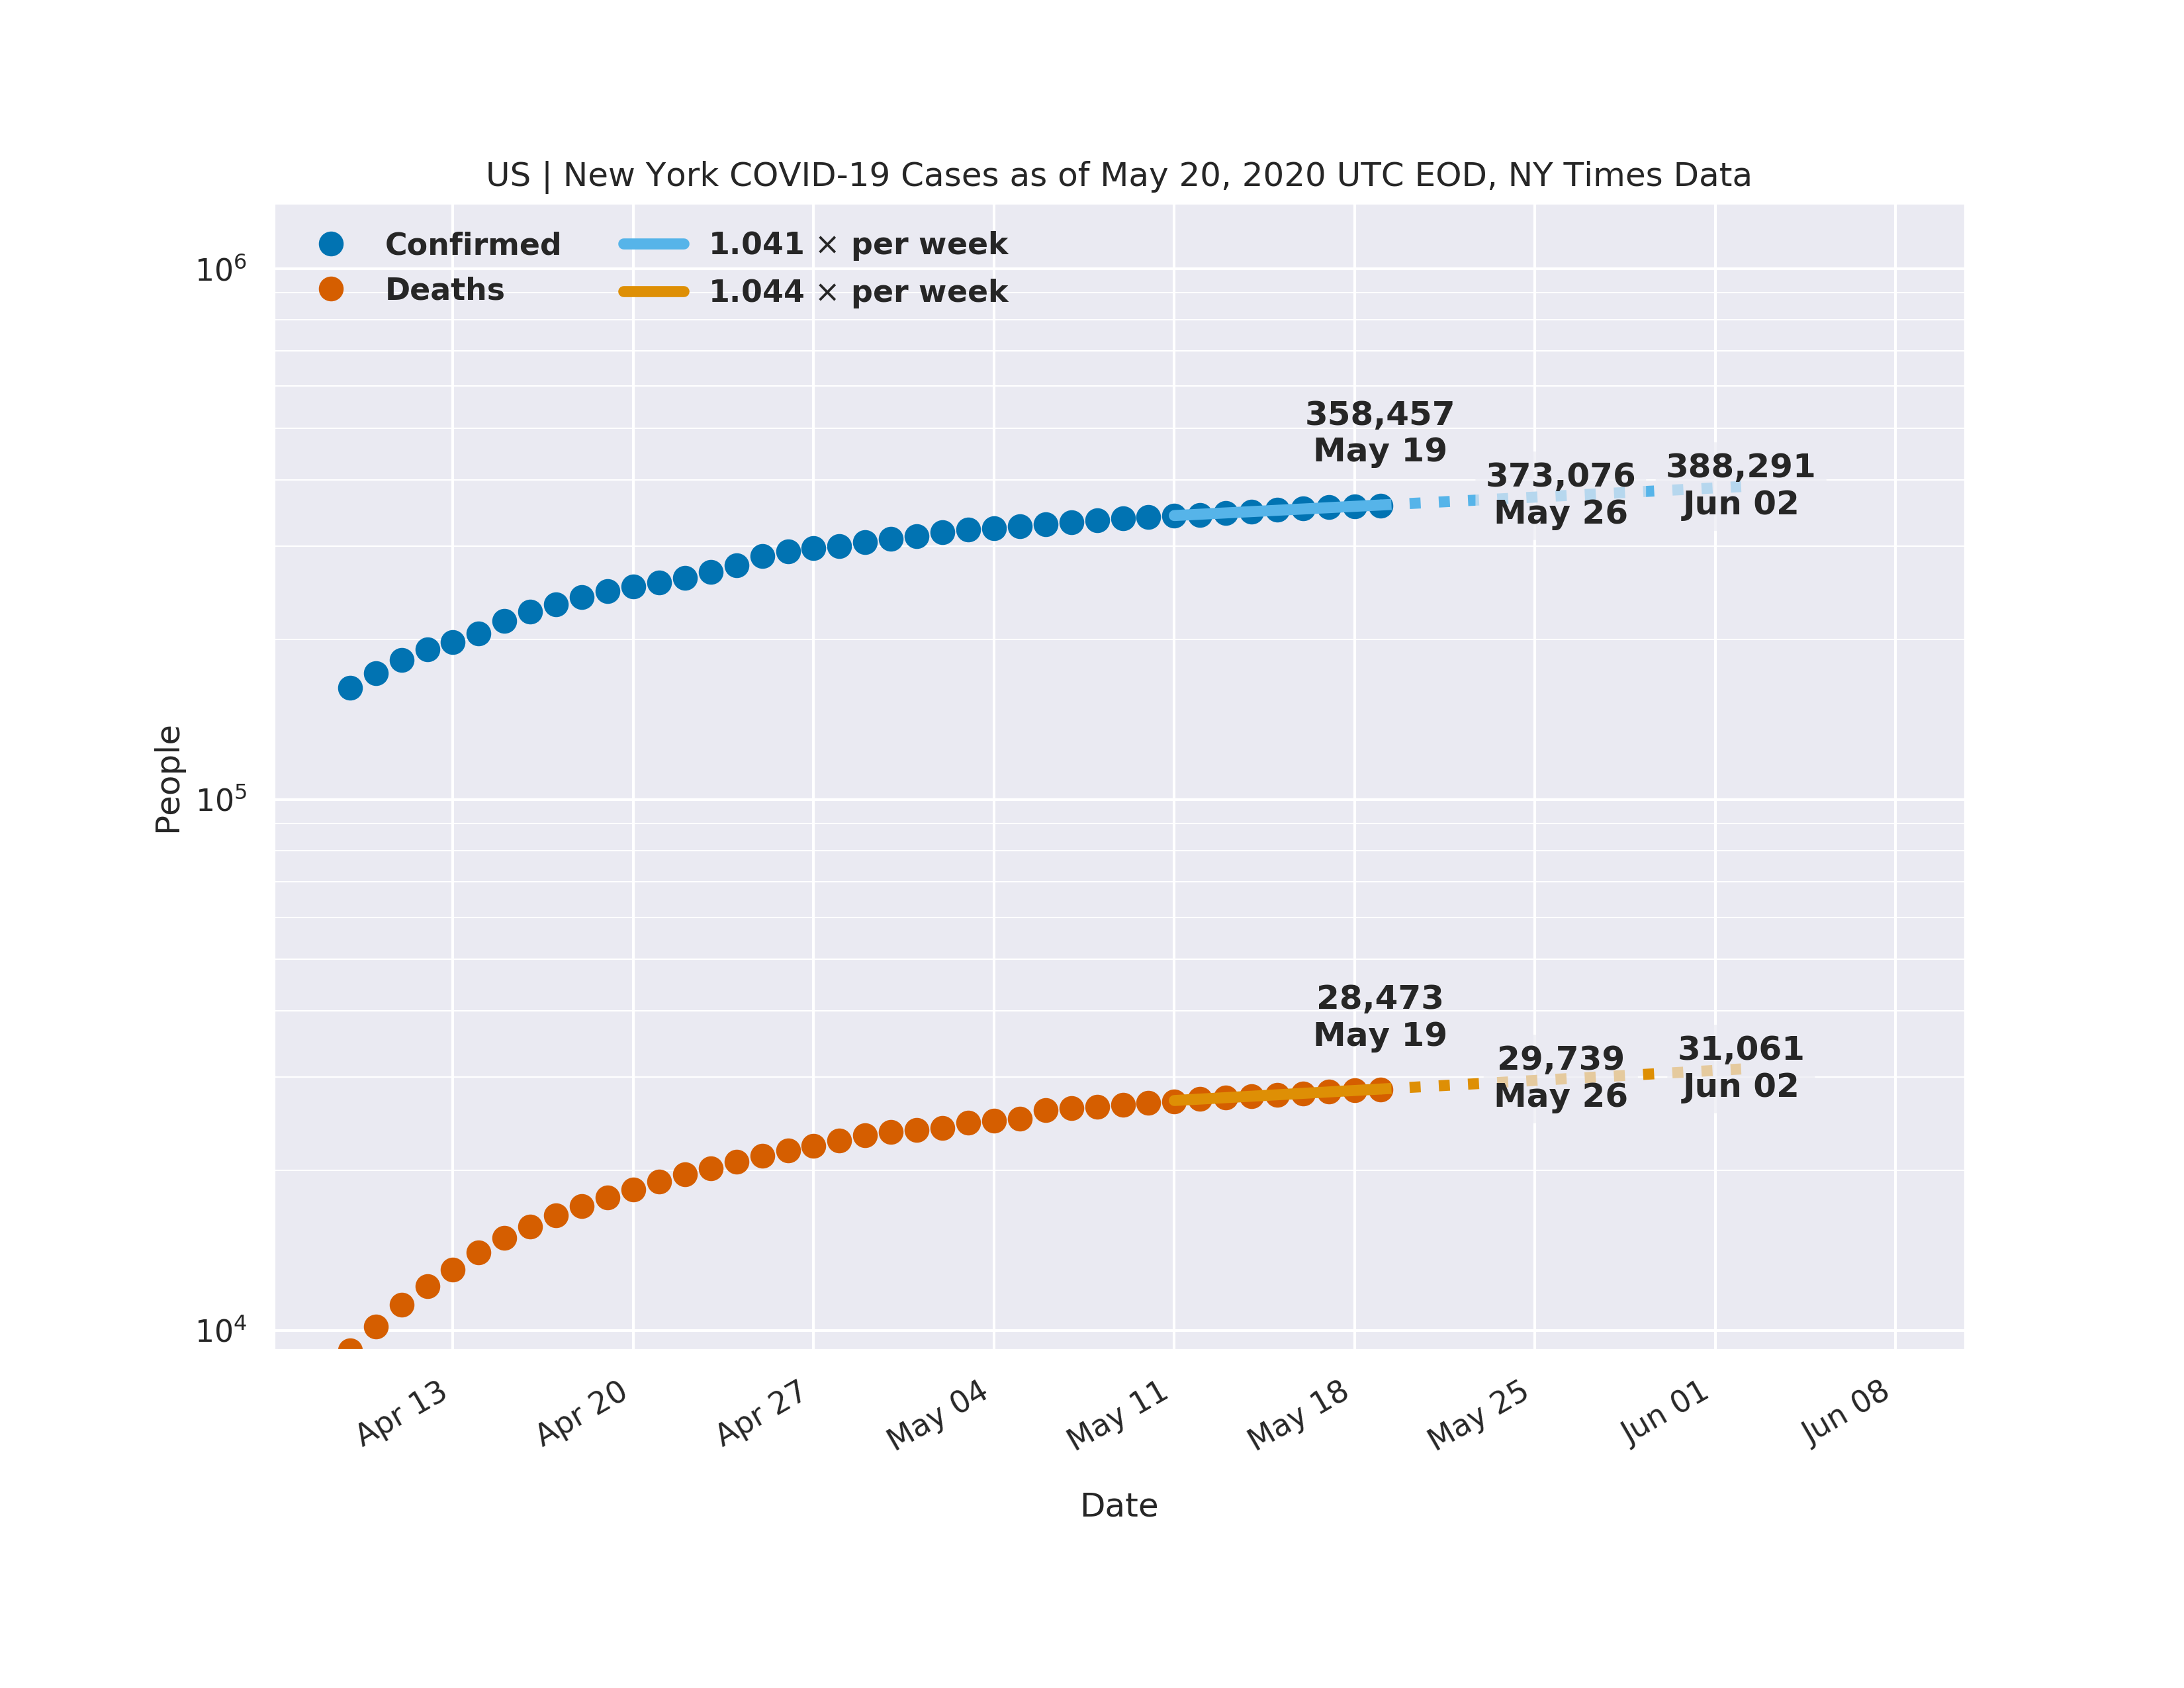 US | New York COVID-19 Cases as of May 20, 2020 UTC EOD, NY Times Data
Confirmed
Deaths
1.041 × per week
1.044 × per week
10⁶
10⁵
10⁴
People
358,457
May 19
373,076
May 26
388,291
Jun 02
28,473
May 19
29,739
May 26
31,061
Jun 02
Apr 13
Apr 20
Apr 27
May 04
May 11
May 18
May 25
Jun 01
Jun 08
Date